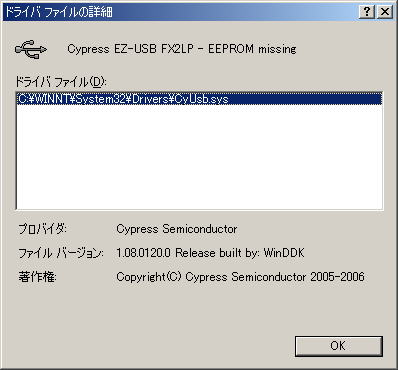 ドライバ ファイルの詳細
Cypress EZ-USB FX2LP - EEPROM missing
ドライバ ファイル(D):
C:¥WINNT¥System32¥Drivers¥CyUsb.sys
プロバイダ: Cypress Semiconductor
ファイル バージョン: 1.08.0120.0 Release built by: WinDDK
著作権: Copyright(C) Cypress Semiconductor 2005-2006
OK